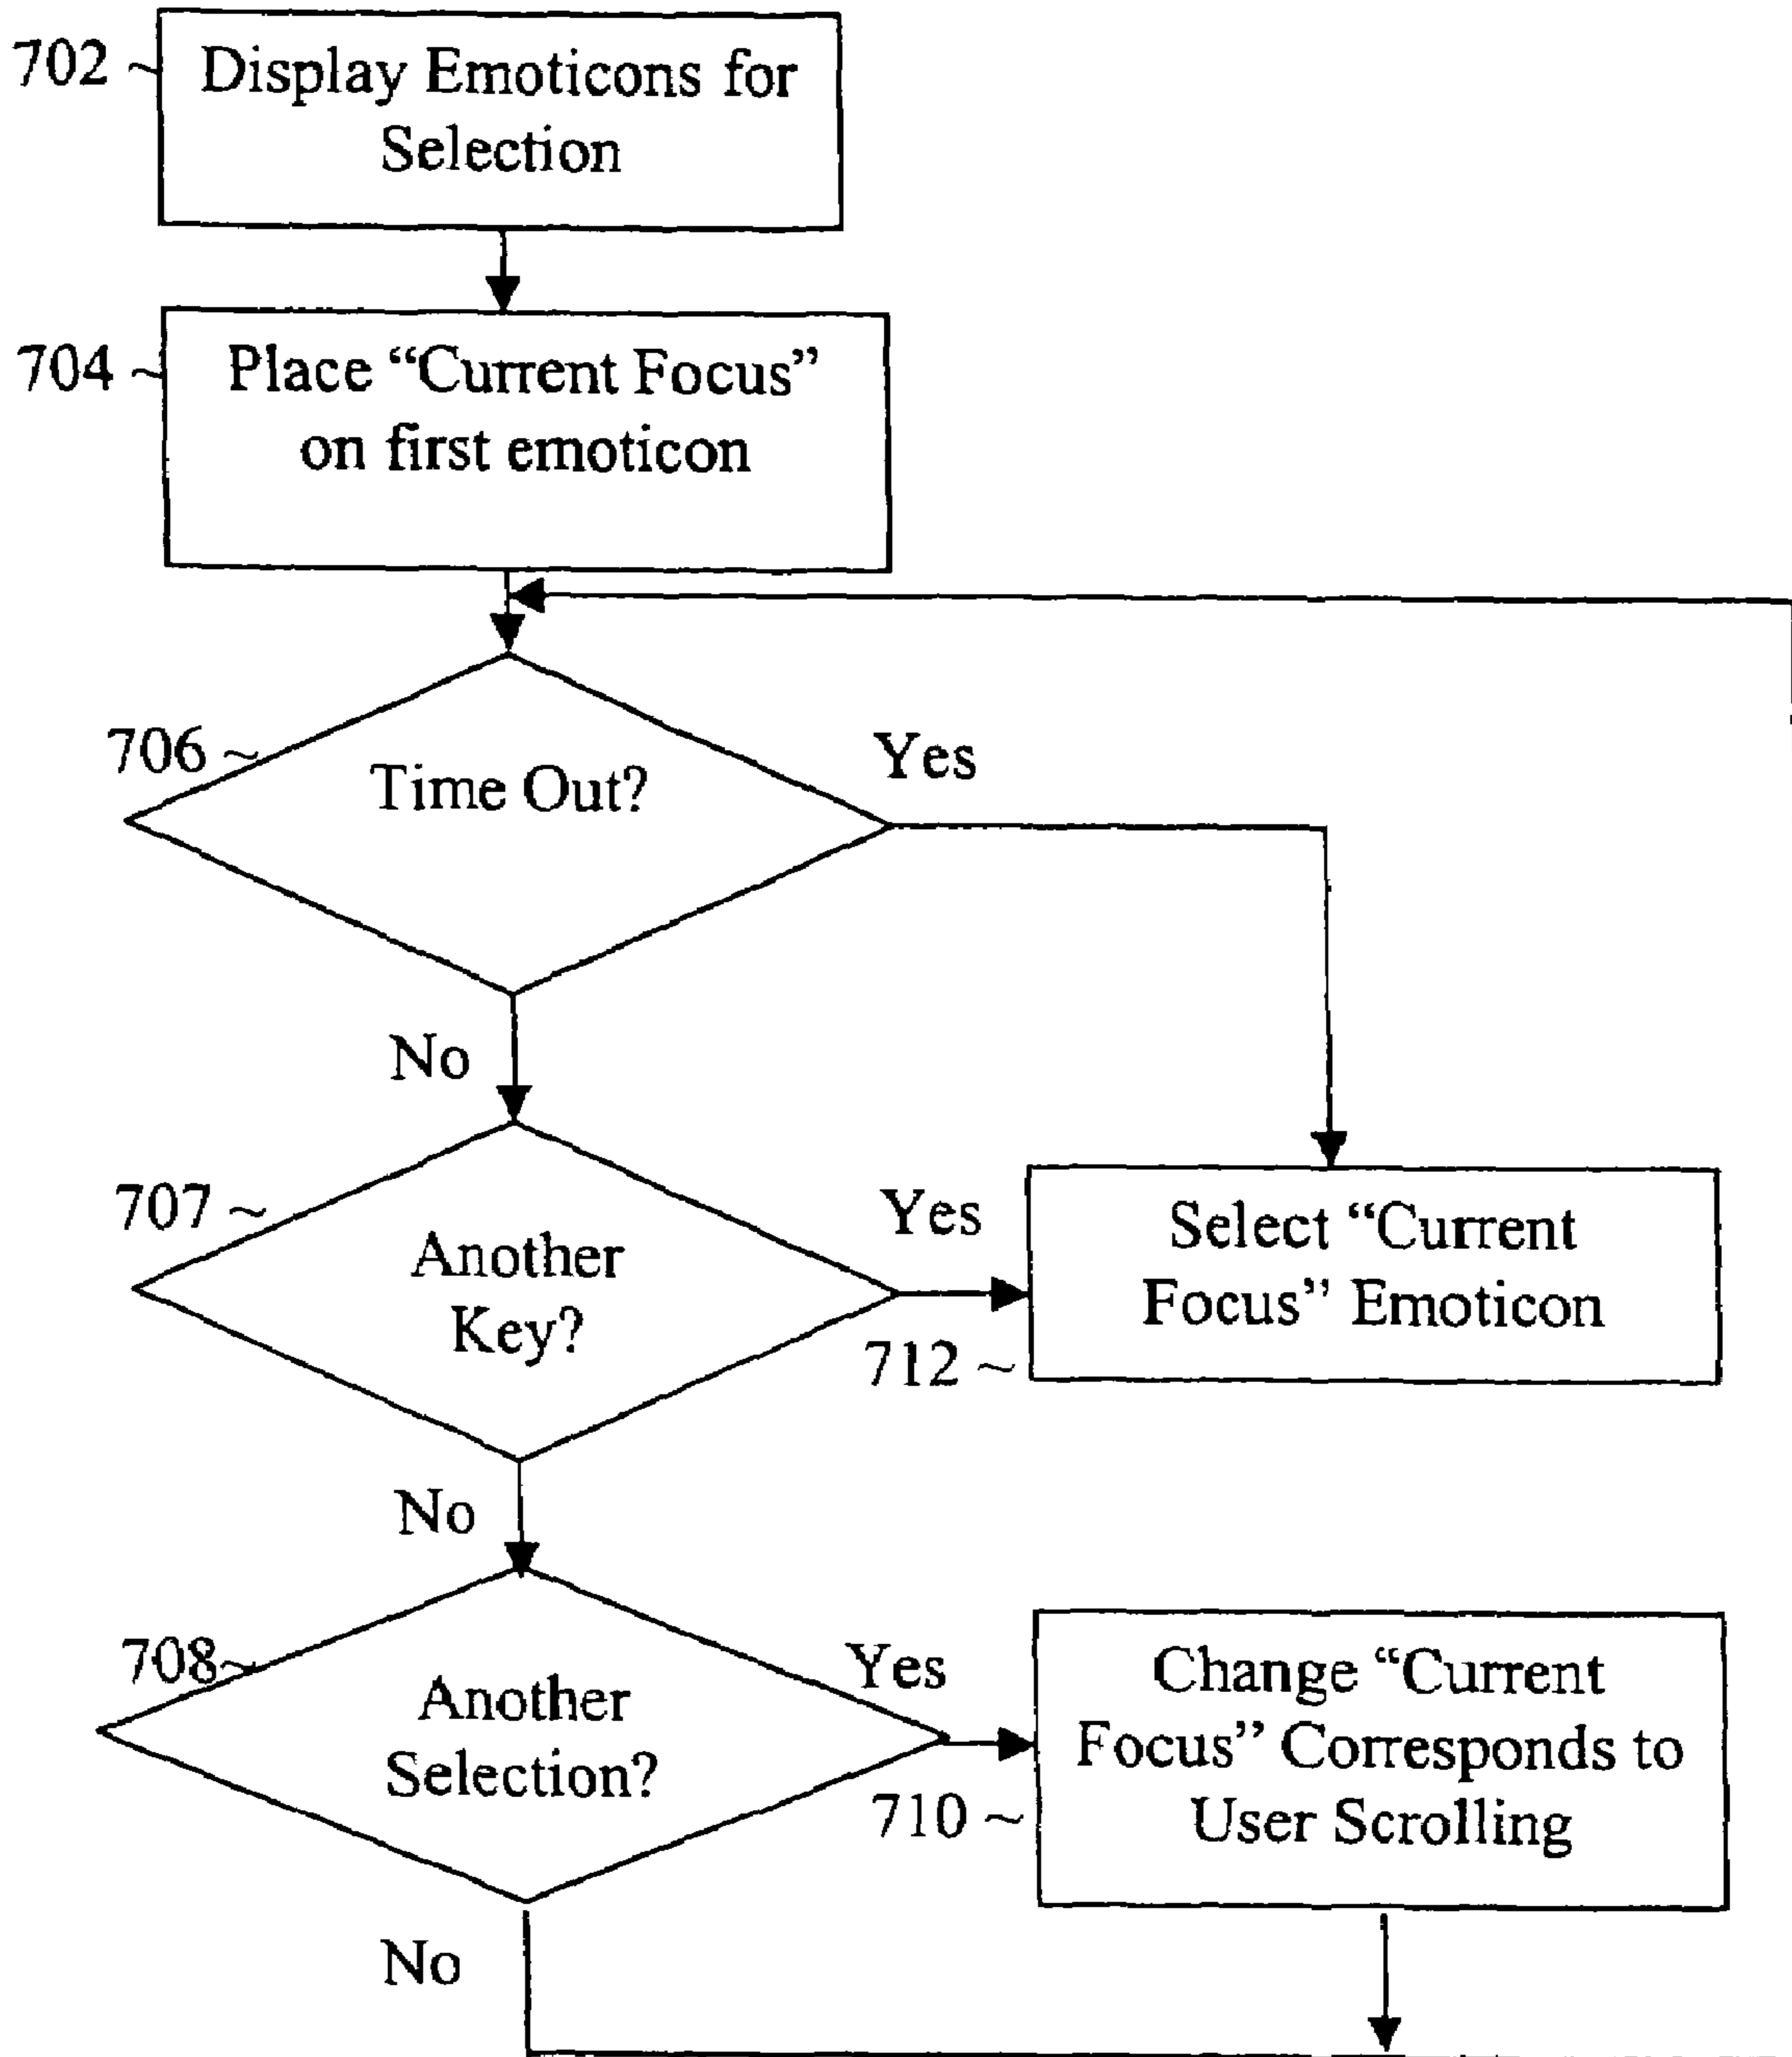 702 ~ Display Emoticons for
Selection
704 ~ Place “Current Focus”
on first emoticon
706 ~ Time Out?
Yes
No
707 ~ Another
Key?
Yes
712 ~ Select “Current
Focus” Emoticon
No
708~ Another
Selection?
Yes
710 ~ Change “Current
Focus” Corresponds to
User Scrolling
No